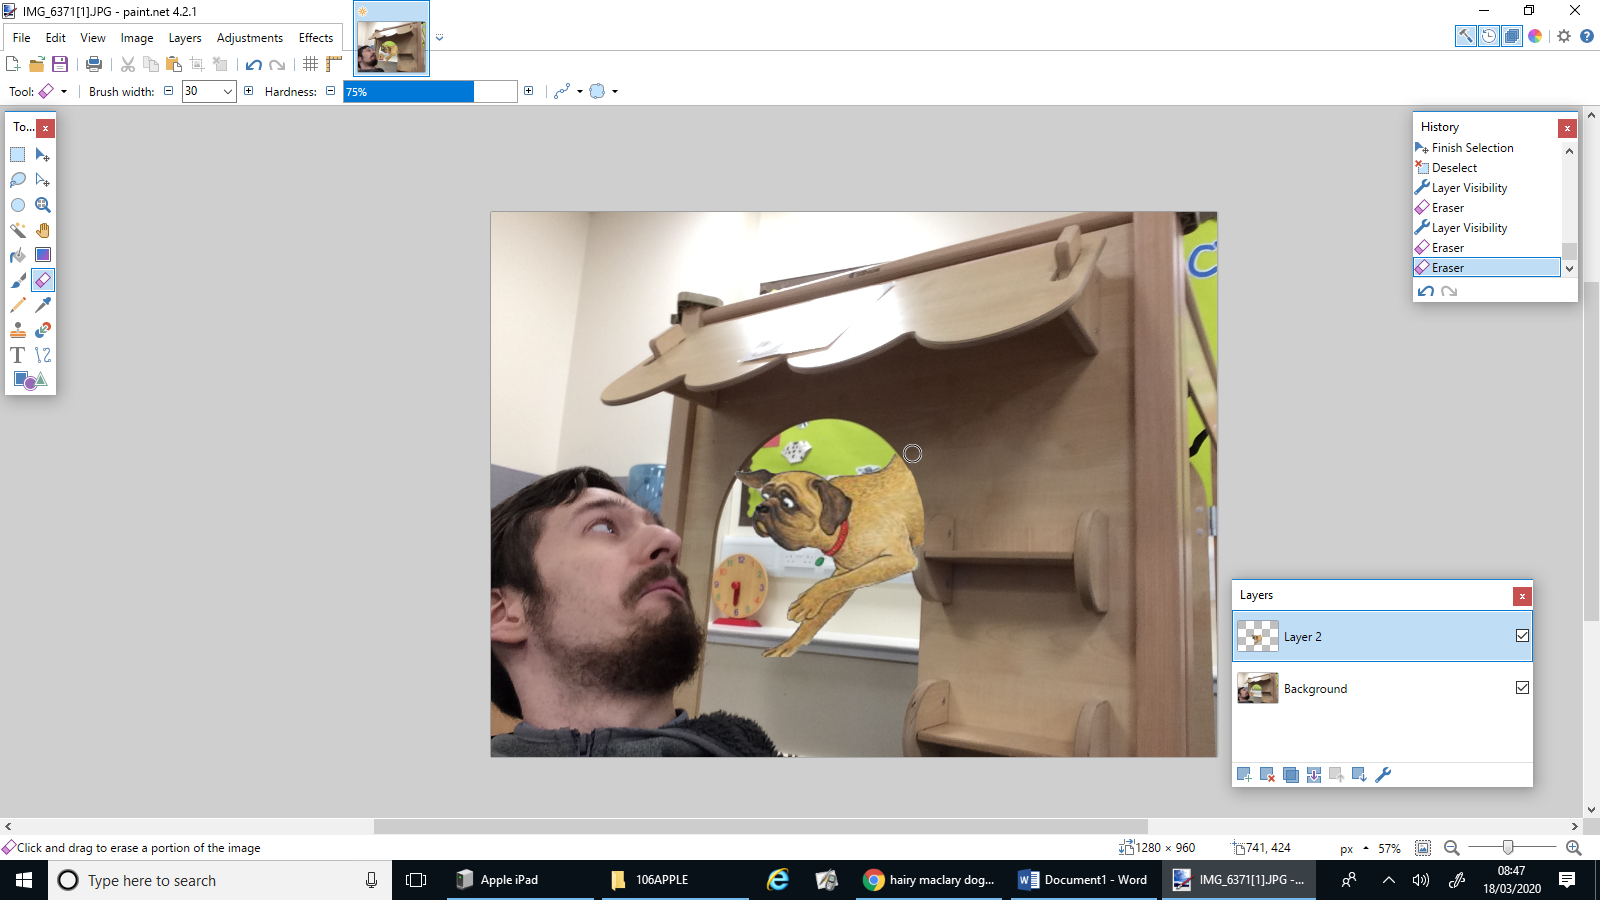 IMG_6371[1].JPG - paint.net 4.2.1
File Edit View Image Layers Adjustments Effects
Tool: Brush width: 30 Hardness: 75%
To...
History
Finish Selection
Deselect
Layer Visibility
Eraser
Layer Visibility
Eraser
Eraser
Layers
Layer 2
Background
Click and drag to erase a portion of the image
1280 × 960
741, 424
px
57%
Type here to search
Apple iPad
106APPLE
hairy maclary dog...
Document1 - Word
IMG_6371[1].JPG -...
08:47
18/03/2020